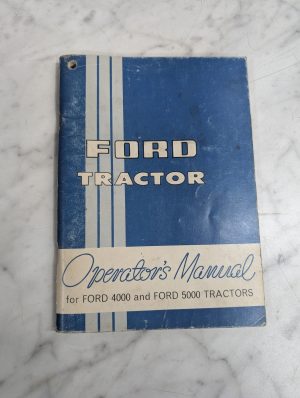 FORD
TRACTOR
Operator's Manual
for FORD 4000 and FORD 5000 TRACTORS